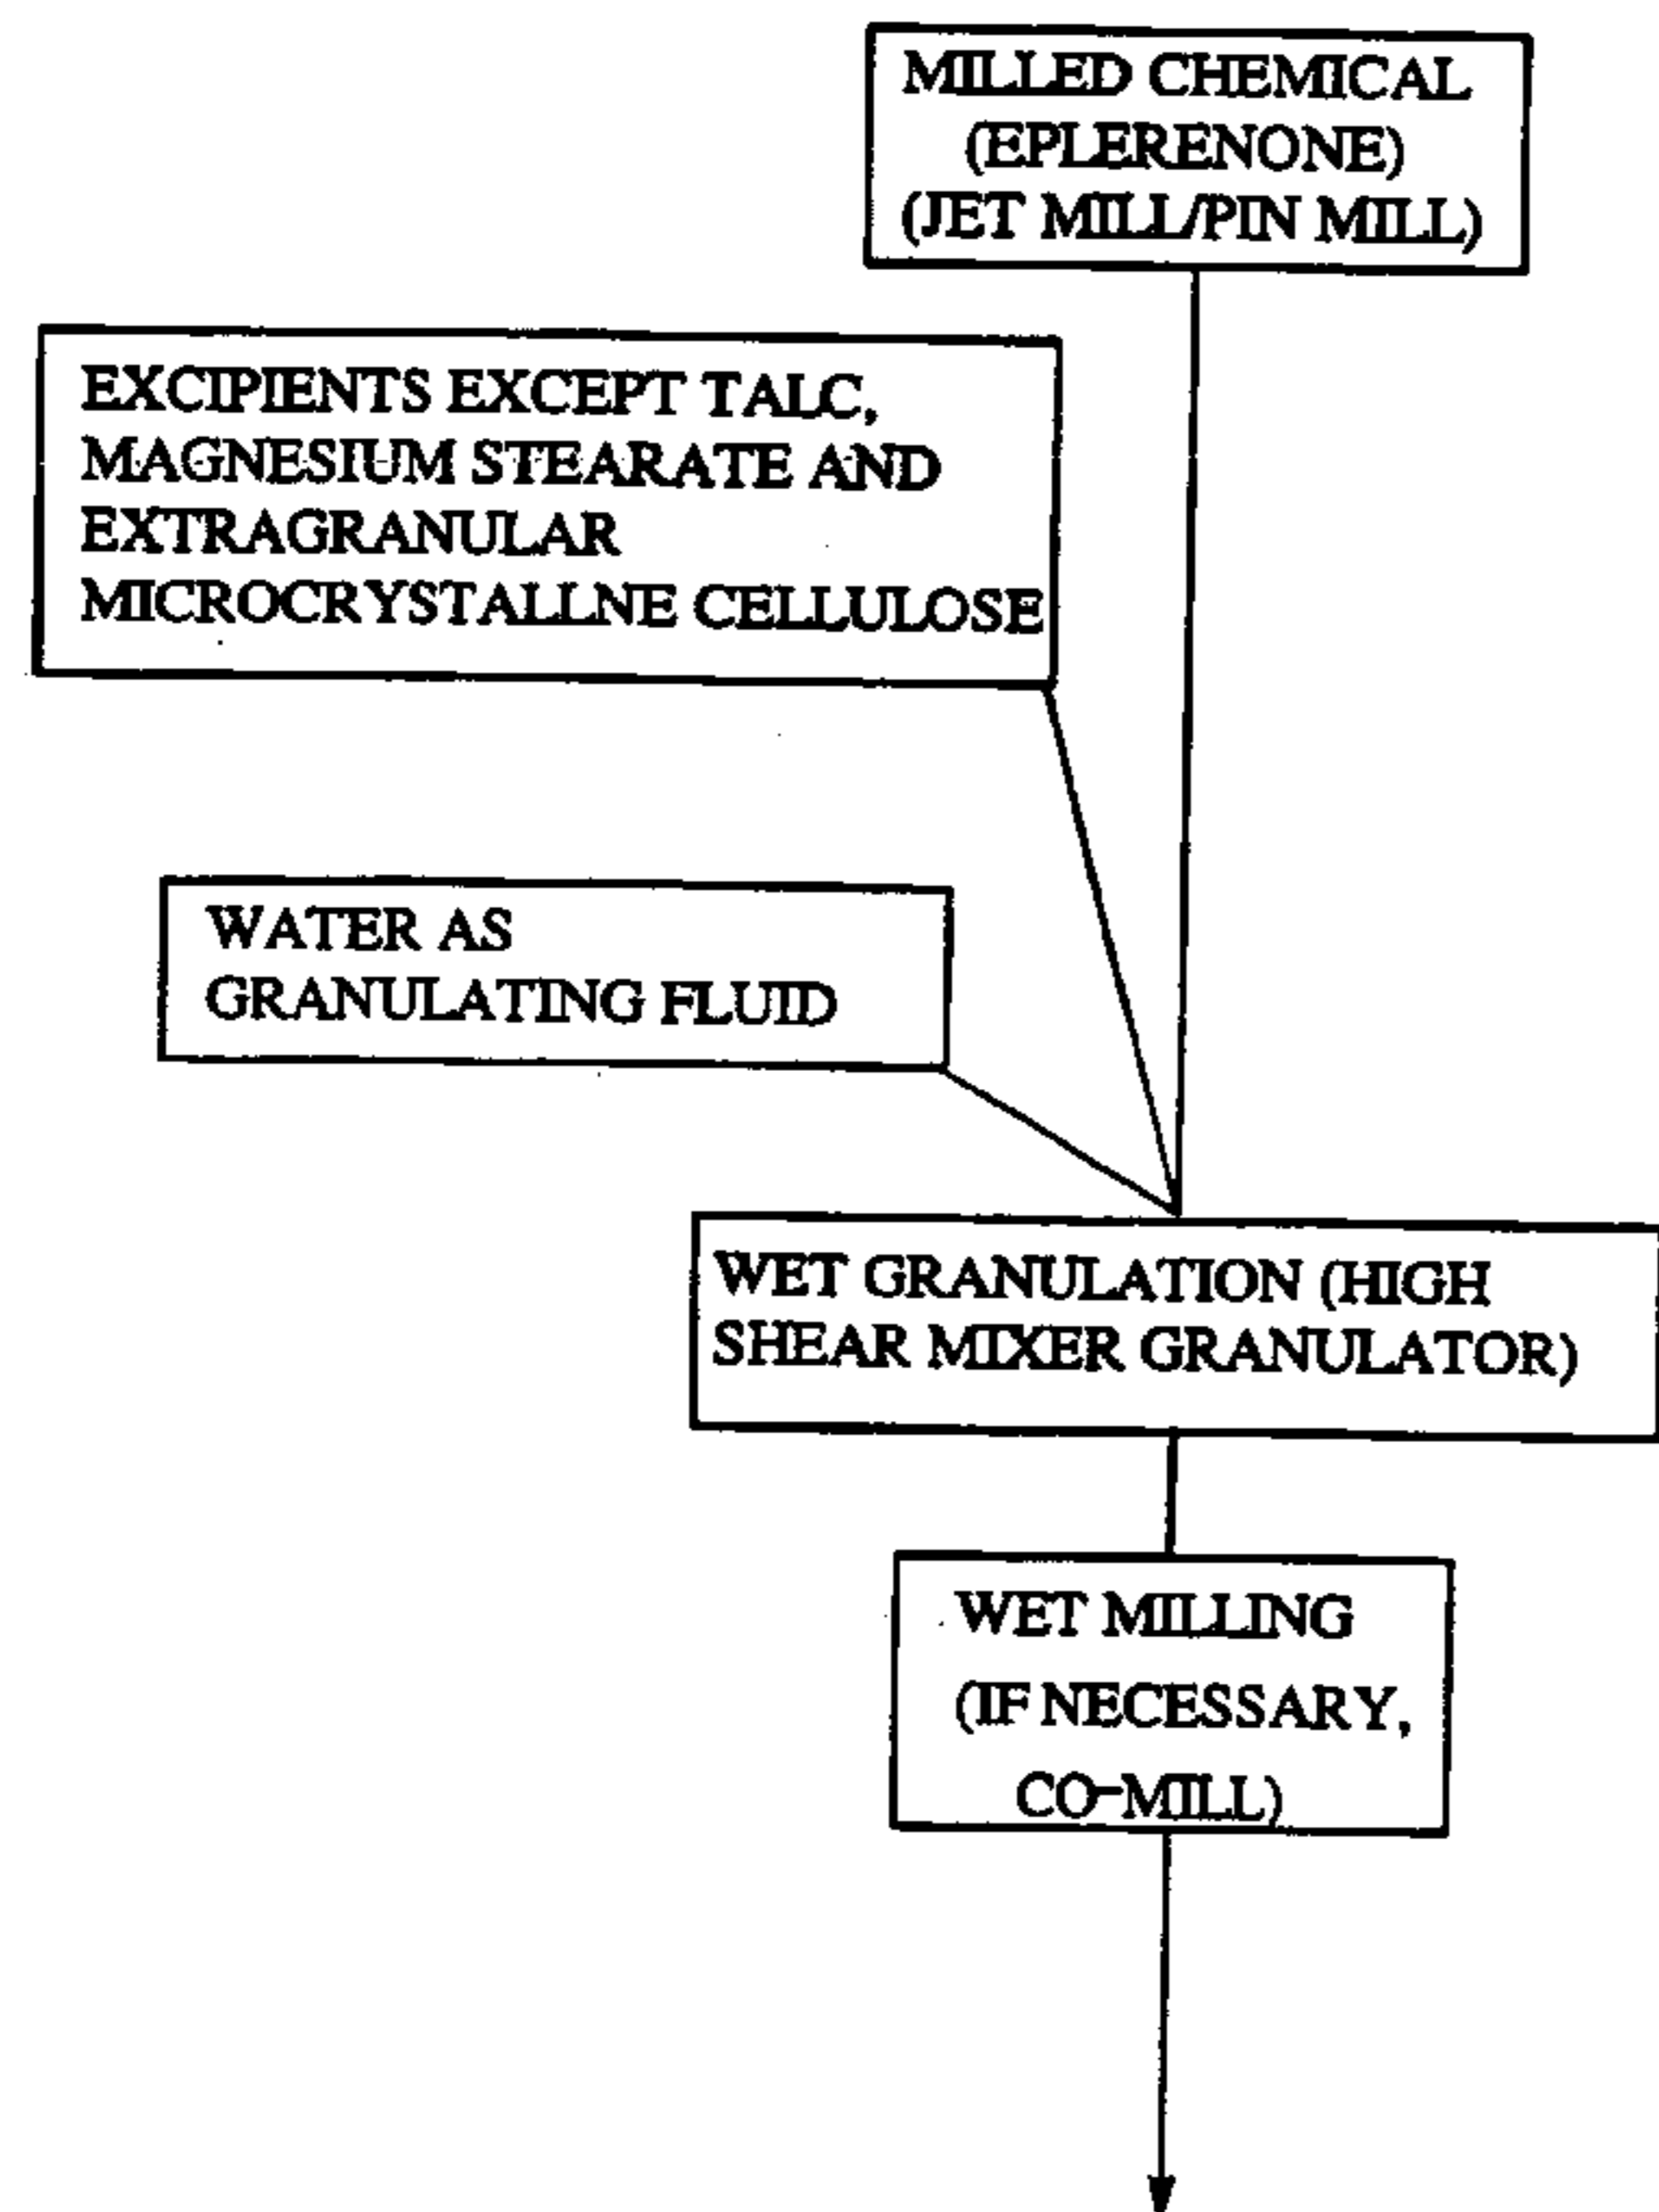 MILLED CHEMICAL
(EPLERENONE)
(JET MILL/PIN MILL)
EXCIPIENTS EXCEPT TALC,
MAGNESIUM STEARATE AND
EXTRAGRANULAR
MICROCRYSTALLNE CELLULOSE
WATER AS
GRANULATING FLUID
WET GRANULATION (HIGH
SHEAR MIXER GRANULATOR)
WET MILLING
(IF NECESSARY,
CO-MILL)